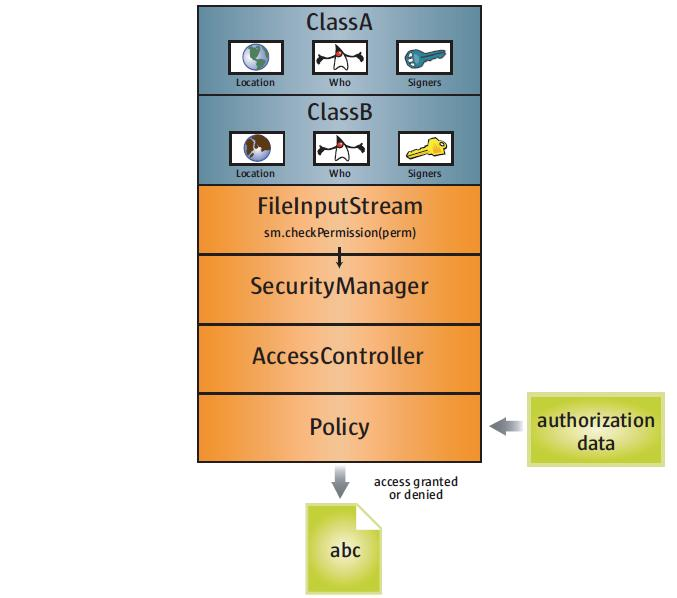 ClassA
Location Who Signers
ClassB
Location Who Signers
FileInputStream
sm.checkPermission(perm)
SecurityManager
AccessController
Policy
authorization
data
access granted
or denied
abc